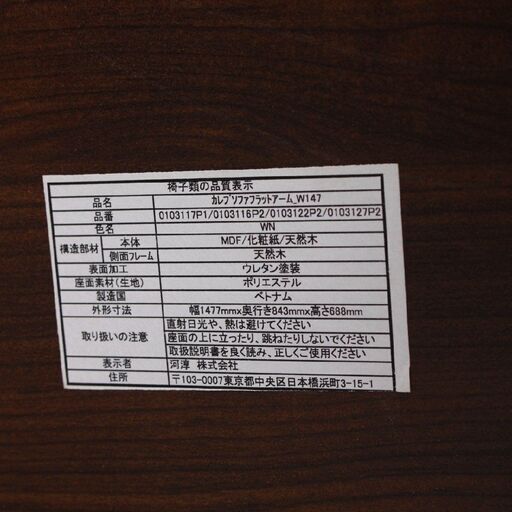 椅子類の品質表示
品名 カレブソファフラットアーム_W147
品番 0103117P1/0103116P2/0103122P2/0103127P2
色名 WN
構造部材 本体 MDF/化粧紙/天然木
側面フレーム 天然木
表面加工 ウレタン塗装
座面素材(生地) ポリエステル
製造国 ベトナム
外形寸法 幅1477mmx奥行き843mmx高さ688mm
取り扱いの注意 直射日光や、熱は避けてください
座面の上に立ったり、跳ねたりしないでください
取扱説明書を良く読み、正しくご使用ください
表示者 河淳 株式会社
住所 〒103-0007東京都中央区日本橋浜町3-15-1